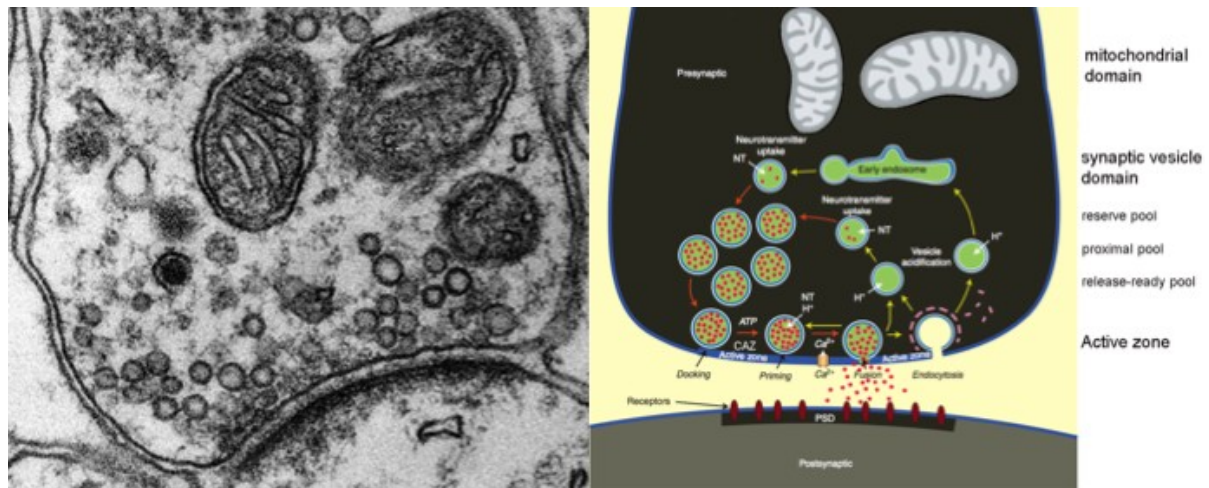 Presynaptic
mitochondrial
domain
Neurotransmitter
uptake
NT
Early endosome
synaptic vesicle
domain
Neurotransmitter
uptake
NT
reserve pool
H+
proximal pool
Vesicle
acidification
release-ready pool
H+
NT
H+
ATP
CAZ
Ca2+
Active zone
Active zone
Active zone
Docking
Priming
Ca2+
Fusion
Endocytosis
Receptors
PSD
Postsynaptic